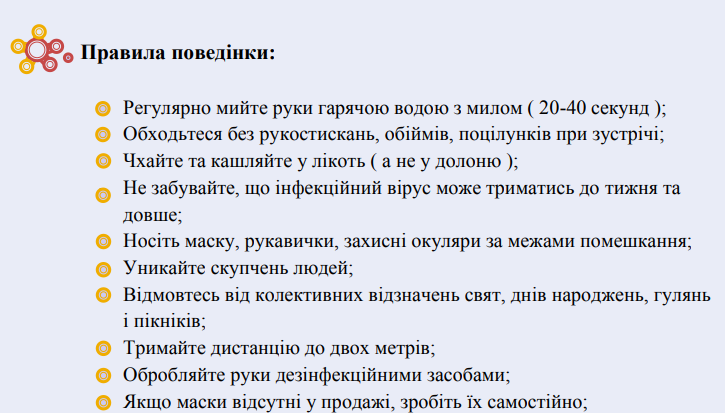 Правила поведінки:
Регулярно мийте руки гарячою водою з милом ( 20-40 секунд );
Обходьтеся без рукостискань, обіймів, поцілунків при зустрічі;
Чхайте та кашляйте у лікоть ( а не у долоню );
Не забувайте, що інфекційний вірус може триматись до тижня та
довше;
Носіть маску, рукавички, захисні окуляри за межами помешкання;
Уникайте скупчень людей;
Відмовтесь від колективних відзначень свят, днів народжень, гулянь
і пікніків;
Тримайте дистанцію до двох метрів;
Обробляйте руки дезінфекційними засобами;
Якщо маски відсутні у продажі, зробіть їх самостійно;